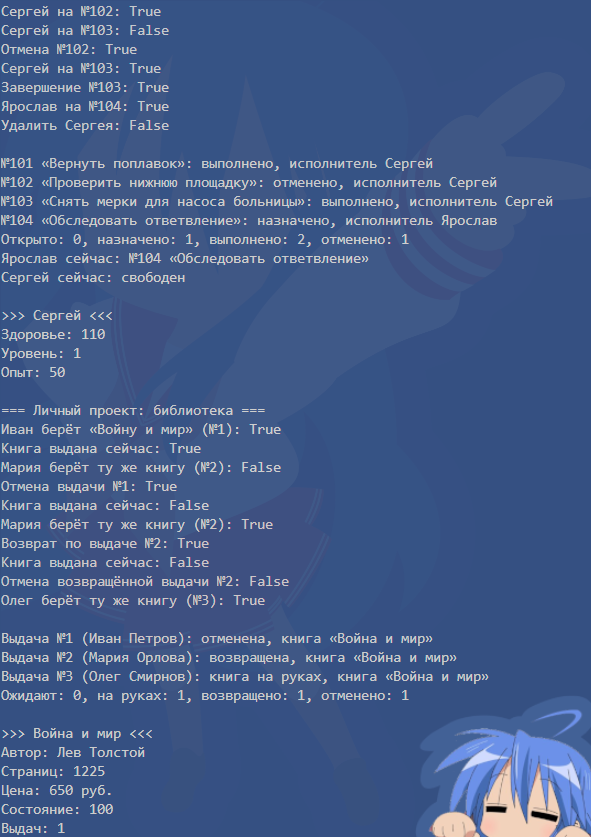 Сергей на №102: True
Сергей на №103: False
Отмена №102: True
Сергей на №103: True
Завершение №103: True
Ярослав на №104: True
Удалить Сергея: False
№101 «Вернуть поплавок»: выполнено, исполнитель Сергей
№102 «Проверить нижнюю площадку»: отменено, исполнитель Сергей
№103 «Снять мерки для насоса больницы»: выполнено, исполнитель Сергей
№104 «Обследовать ответвление»: назначено, исполнитель Ярослав
Открыто: 0, назначено: 1, выполнено: 2, отменено: 1
Ярослав сейчас: №104 «Обследовать ответвление»
Сергей сейчас: свободен
>>> Сергей <<<
Здоровье: 110
Уровень: 1
Опыт: 50
=== Личный проект: библиотека ===
Иван берёт «Войну и мир» (№1): True
Книга выдана сейчас: True
Мария берёт ту же книгу (№2): False
Отмена выдачи №1: True
Книга выдана сейчас: False
Мария берёт ту же книгу (№2): True
Возврат по выдаче №2: True
Книга выдана сейчас: False
Отмена возвращённой выдачи №2: False
Олег берёт ту же книгу (№3): True
Выдача №1 (Иван Петров): отменена, книга «Война и мир»
Выдача №2 (Мария Орлова): возвращена, книга «Война и мир»
Выдача №3 (Олег Смирнов): книга на руках, книга «Война и мир»
Ожидают: 0, на руках: 1, возвращено: 1, отменено: 1
>>> Война и мир <<<
Автор: Лев Толстой
Страниц: 1225
Цена: 650 руб.
Состояние: 100
Выдач: 1